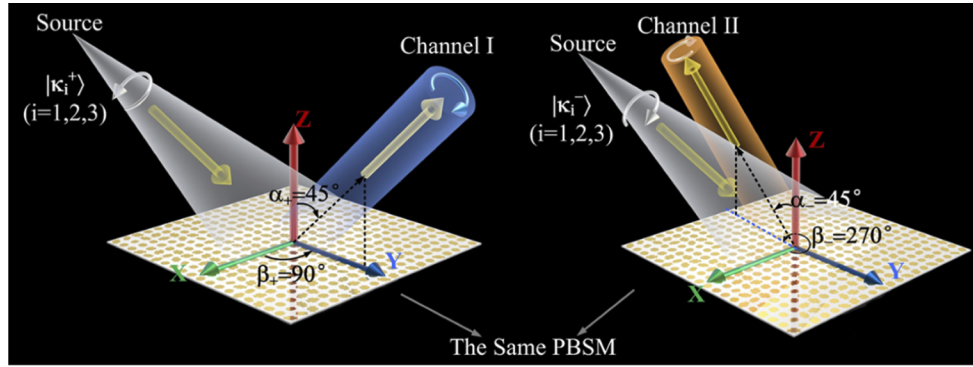 Source
|κᵢ⁺⟩
(i=1,2,3)
Channel I
Z
α₊=45°
X
β₊=90°
Y
Source
|κᵢ⁻⟩
(i=1,2,3)
Channel II
Z
α₋=45°
X
β₋=270°
Y
The Same PBSM